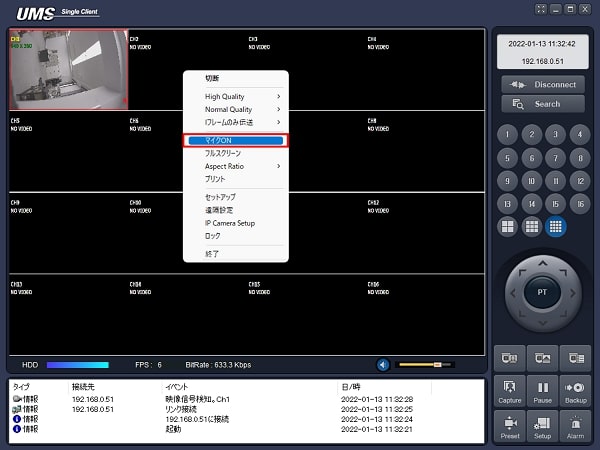 UMS Single Client
CH1
640 X 360
CH2
NO VIDEO
CH3
NO VIDEO
CH4
NO VIDEO
CH5
NO VIDEO
CH6
NO VIDEO
CH8
NO VIDEO
CH9
NO VIDEO
CH10
NO VIDEO
CH12
NO VIDEO
CH13
NO VIDEO
CH14
NO VIDEO
CH15
NO VIDEO
CH16
NO VIDEO
切断
High Quality
Normal Quality
Iフレームのみ伝送
マイクON
フルスクリーン
Aspect Ratio
プリント
セットアップ
遠隔設定
IP Camera Setup
ロック
終了
HDD FPS : 6 BitRate : 633.3 Kbps
2022-01-13 11:32:42
192.168.0.51
Disconnect
Search
1 2 3 4
5 6 7 8
9 10 11 12
13 14 15 16
PT
Capture Pause Backup
Preset Setup Alarm
タイプ 接続先 イベント 日/時
情報 192.168.0.51 映像信号検知。Ch1 2022-01-13 11:32:28
情報 192.168.0.51 リンク接続 2022-01-13 11:32:25
情報 192.168.0.51に接続 2022-01-13 11:32:24
情報 起動 2022-01-13 11:32:21